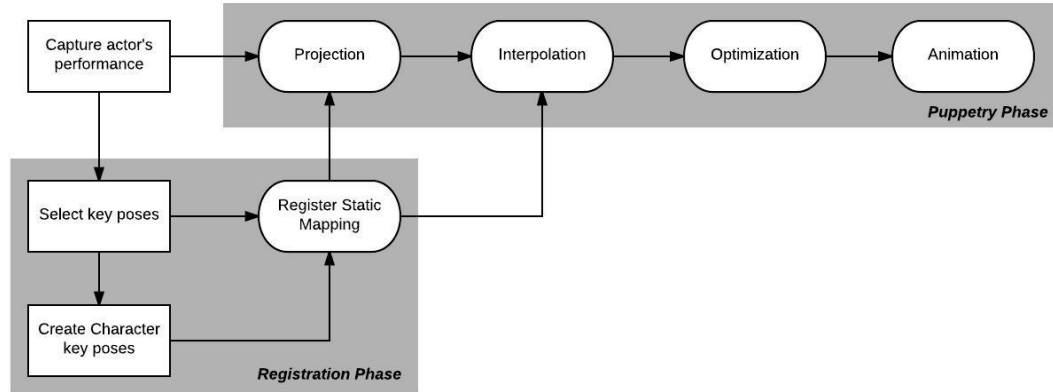 Capture actor's
performance
Projection
Interpolation
Optimization
Animation
Puppetry Phase
Select key poses
Register Static
Mapping
Create Character
key poses
Registration Phase